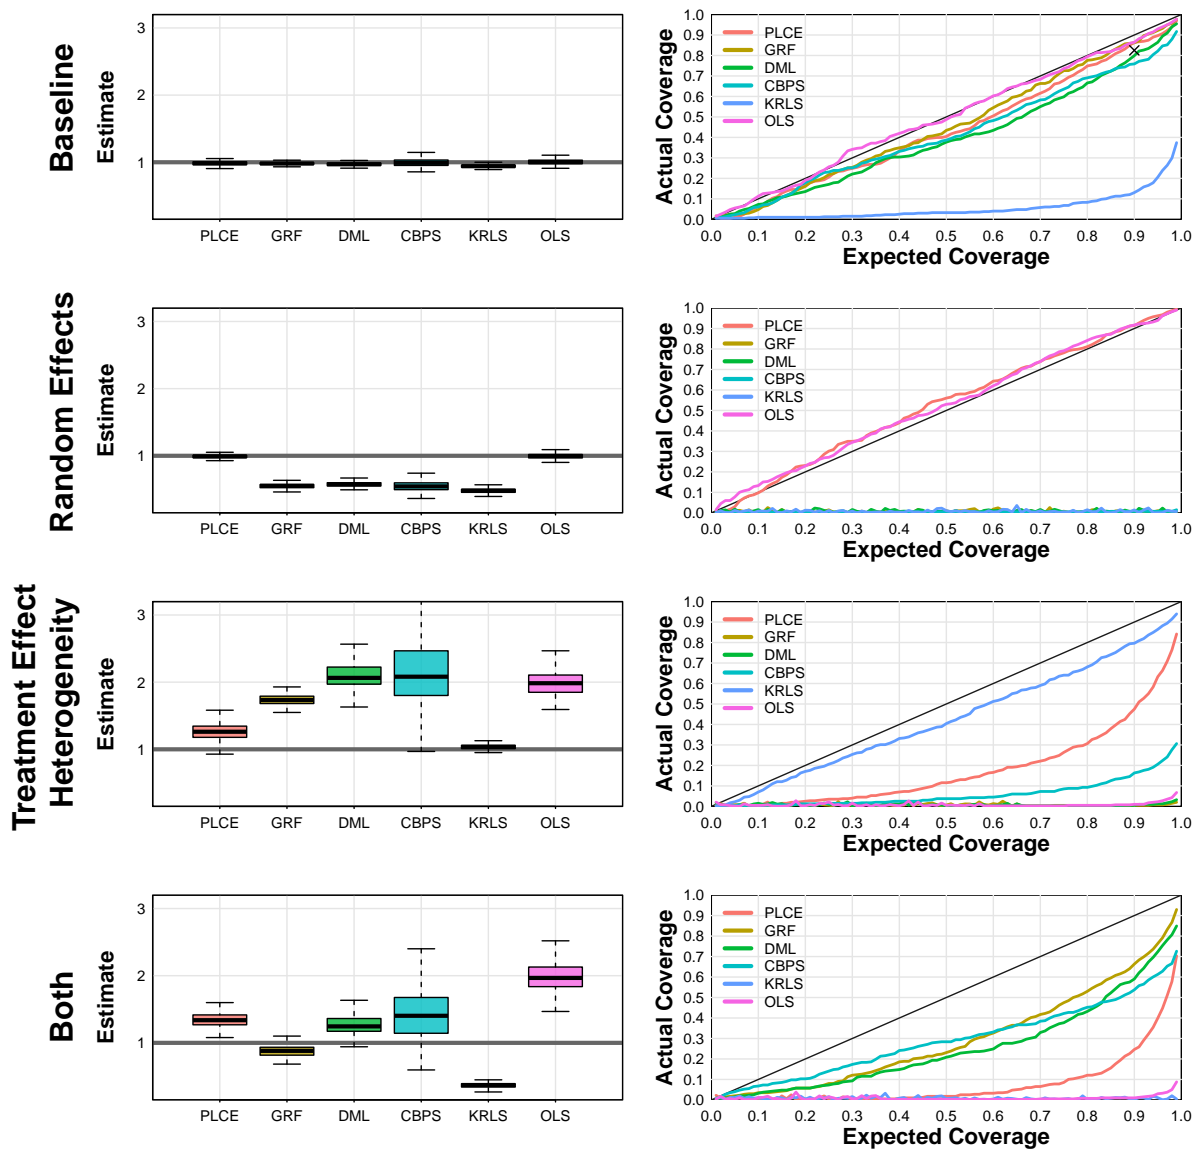 Baseline
Estimate
3
2
1
PLCE GRF DML CBPS KRLS OLS
Actual Coverage
1.0
0.9
0.8
0.7
0.6
0.5
0.4
0.3
0.2
0.1
0.0
PLCE
GRF
DML
CBPS
KRLS
OLS
0.0 0.1 0.2 0.3 0.4 0.5 0.6 0.7 0.8 0.9 1.0
Expected Coverage
Random Effects
Estimate
3
2
1
PLCE GRF DML CBPS KRLS OLS
Actual Coverage
1.0
0.9
0.8
0.7
0.6
0.5
0.4
0.3
0.2
0.1
0.0
PLCE
GRF
DML
CBPS
KRLS
OLS
0.0 0.1 0.2 0.3 0.4 0.5 0.6 0.7 0.8 0.9 1.0
Expected Coverage
Treatment Effect
Heterogeneity
Estimate
3
2
1
PLCE GRF DML CBPS KRLS OLS
Actual Coverage
1.0
0.9
0.8
0.7
0.6
0.5
0.4
0.3
0.2
0.1
0.0
PLCE
GRF
DML
CBPS
KRLS
OLS
0.0 0.1 0.2 0.3 0.4 0.5 0.6 0.7 0.8 0.9 1.0
Expected Coverage
Both
Estimate
3
2
1
PLCE GRF DML CBPS KRLS OLS
Actual Coverage
1.0
0.9
0.8
0.7
0.6
0.5
0.4
0.3
0.2
0.1
0.0
PLCE
GRF
DML
CBPS
KRLS
OLS
0.0 0.1 0.2 0.3 0.4 0.5 0.6 0.7 0.8 0.9 1.0
Expected Coverage